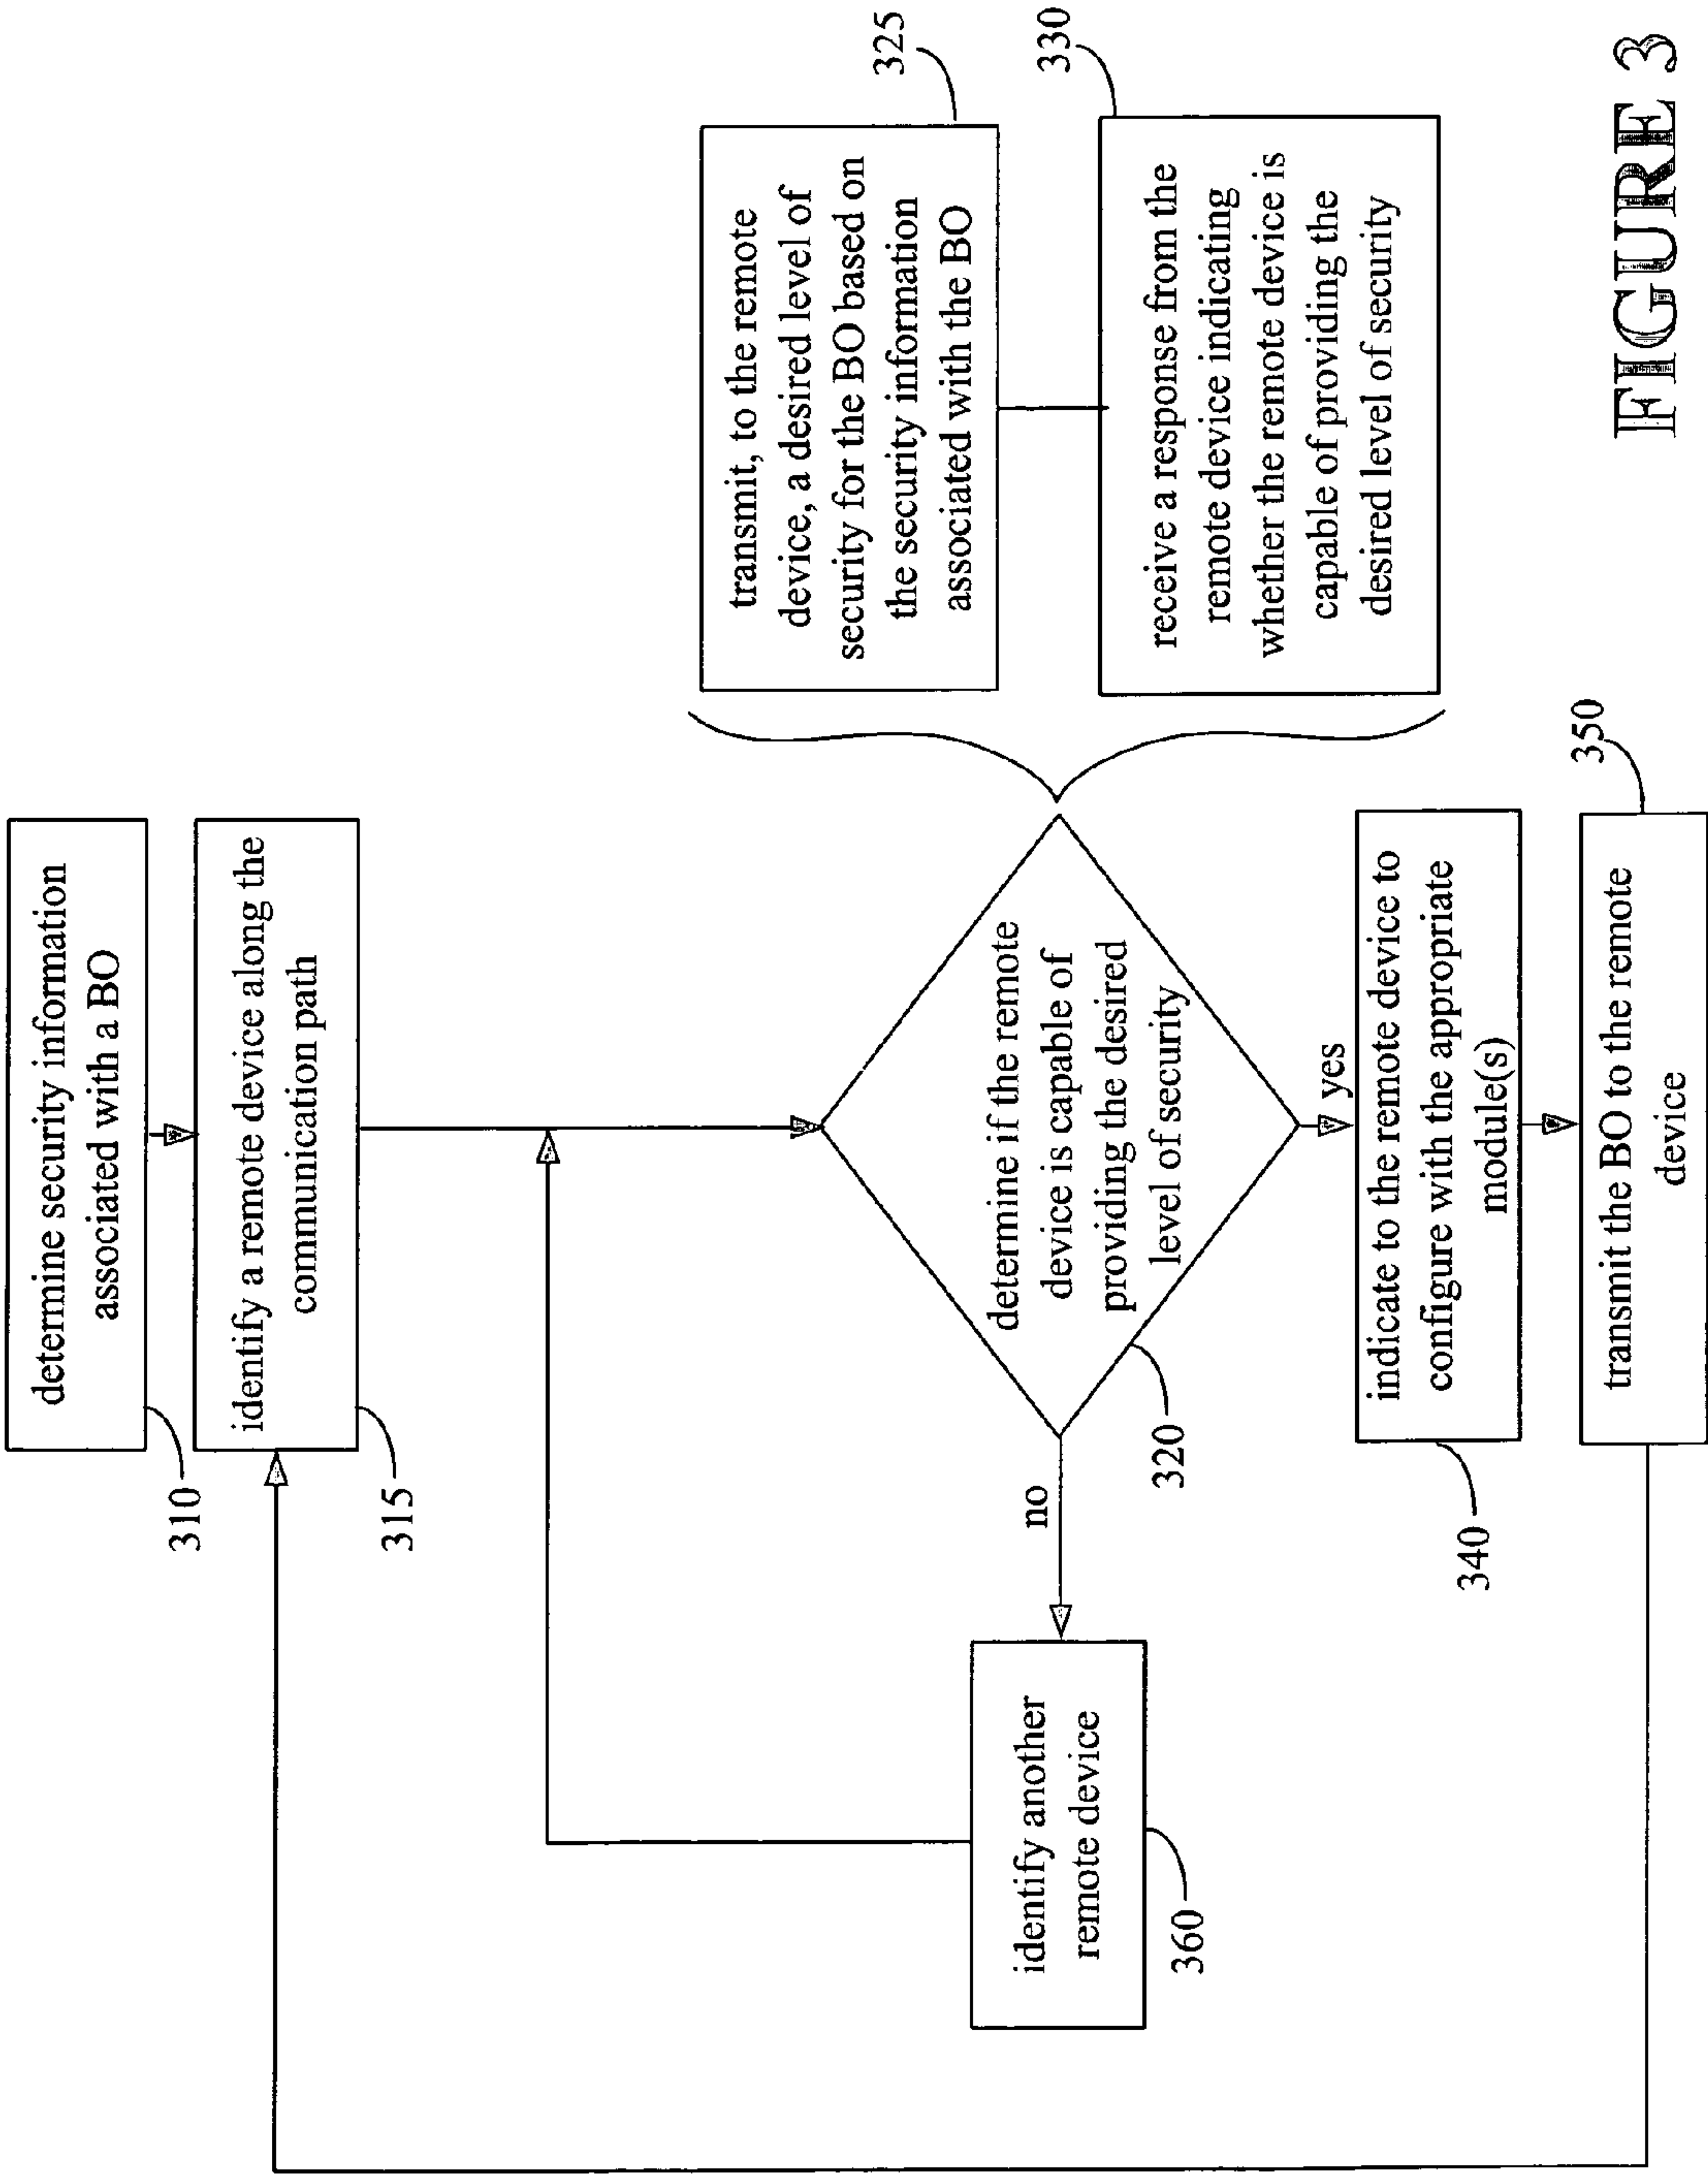 determine security information
associated with a BO
310
identify a remote device along the
communication path
315
determine if the remote
device is capable of
providing the desired
level of security
320
transmit, to the remote
device, a desired level of
security for the BO based on
the security information
associated with the BO
325
receive a response from the
remote device indicating
whether the remote device is
capable of providing the
desired level of security
330
no
identify another
remote device
360
yes
indicate to the remote device to
configure with the appropriate
module(s)
340
transmit the BO to the remote
device
350
FIGURE 3